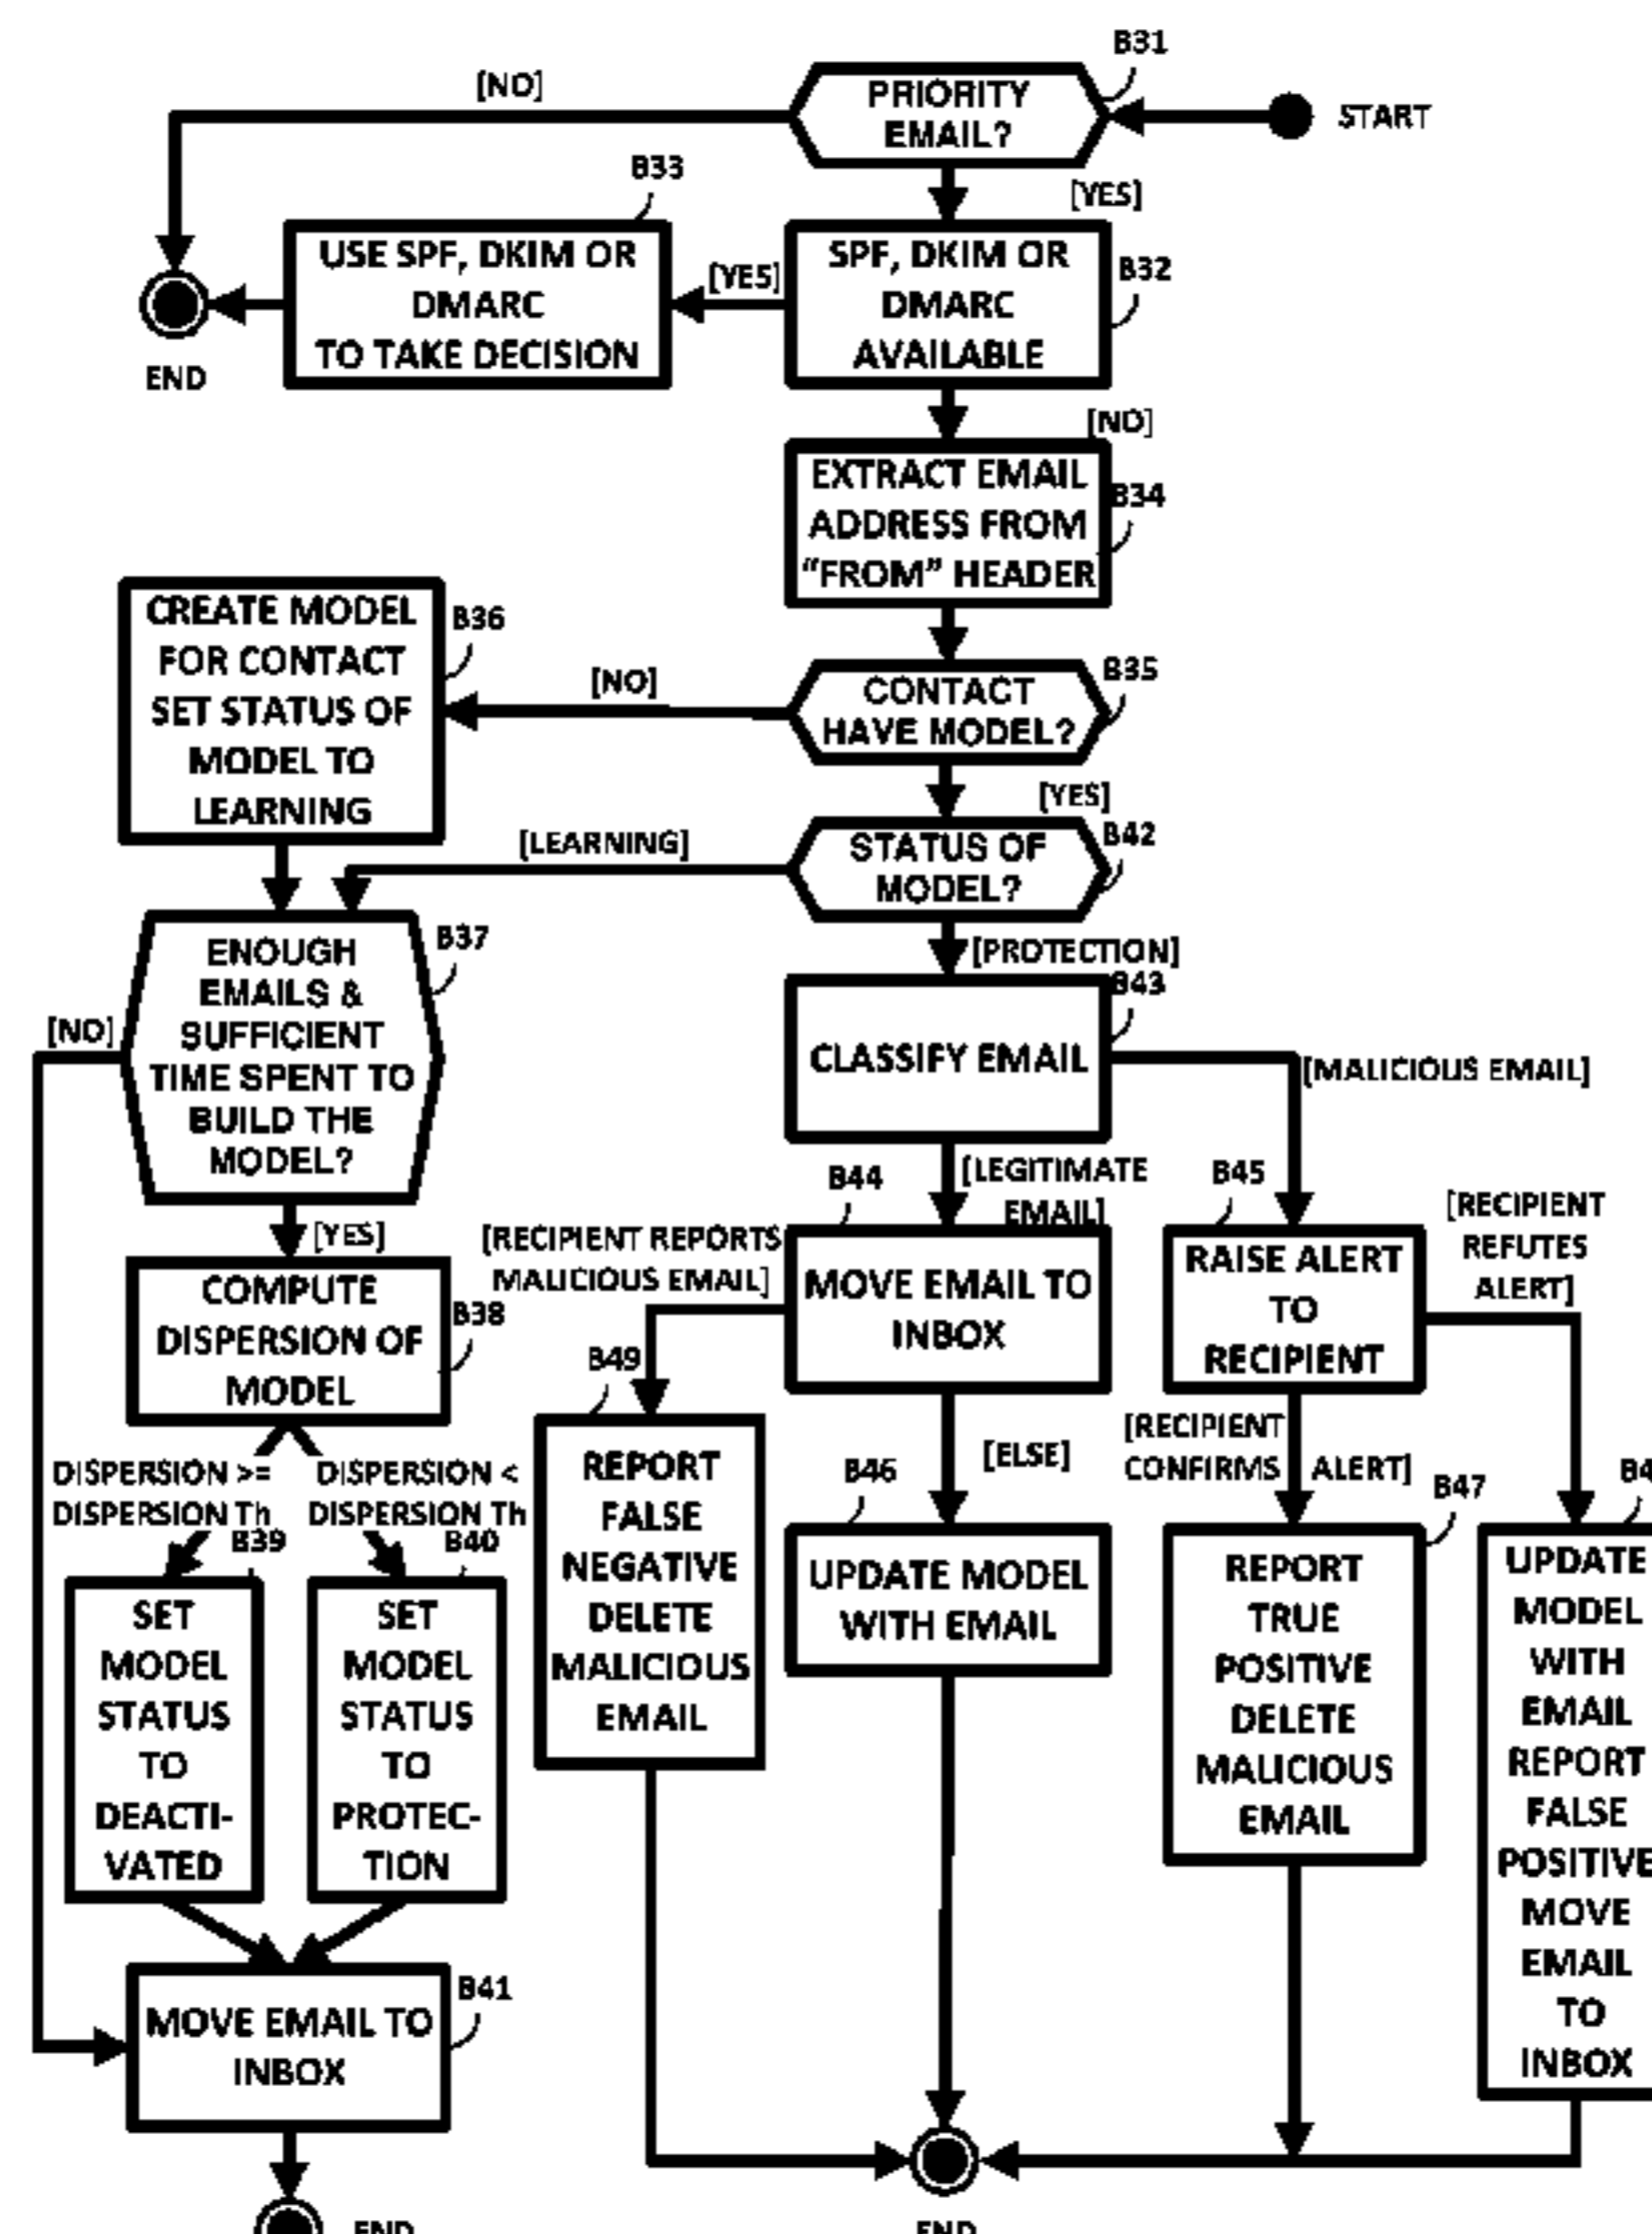 B31
[NO]
PRIORITY
EMAIL?
START
B33
[YES]
USE SPF, DKIM OR
DMARC
TO TAKE DECISION
[YES]
SPF, DKIM OR
DMARC
AVAILABLE
B32
END
[NO]
EXTRACT EMAIL
ADDRESS FROM
“FROM” HEADER
B34
CREATE MODEL
FOR CONTACT
SET STATUS OF
MODEL TO
LEARNING
B36
[NO]
CONTACT
HAVE MODEL?
B35
[YES]
[LEARNING]
STATUS OF
MODEL?
B42
ENOUGH
EMAILS &
SUFFICIENT
TIME SPENT TO
BUILD THE
MODEL?
B37
[NO]
[PROTECTION]
B43
CLASSIFY EMAIL
[MALICIOUS EMAIL]
[YES]
B44
[LEGITIMATE
EMAIL]
B45
[RECIPIENT
REFUTES
ALERT]
[RECIPIENT REPORTS
MALICIOUS EMAIL]
COMPUTE
DISPERSION OF
MODEL
B38
MOVE EMAIL TO
INBOX
RAISE ALERT
TO
RECIPIENT
B49
DISPERSION >=
DISPERSION Th
DISPERSION <
DISPERSION Th
[ELSE]
[RECIPIENT
CONFIRMS ALERT]
B39
B40
B46
B47
SET
MODEL
STATUS
TO
DEACTI-
VATED
SET
MODEL
STATUS
TO
PROTEC-
TION
REPORT
FALSE
NEGATIVE
DELETE
MALICIOUS
EMAIL
UPDATE MODEL
WITH EMAIL
REPORT
TRUE
POSITIVE
DELETE
MALICIOUS
EMAIL
UPDATE
MODEL
WITH
EMAIL
REPORT
FALSE
POSITIVE
MOVE
EMAIL
TO
INBOX
MOVE EMAIL TO
INBOX
B41
END
END